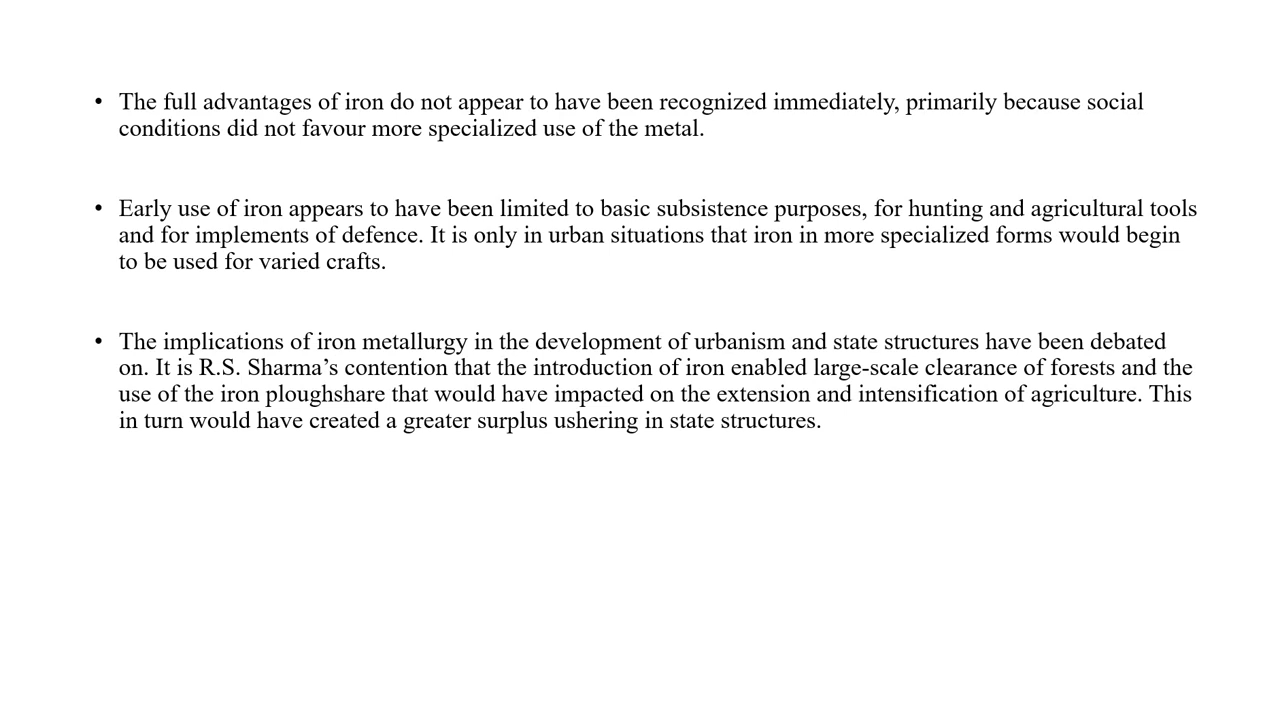 • The full advantages of iron do not appear to have been recognized immediately, primarily because social
conditions did not favour more specialized use of the metal.
• Early use of iron appears to have been limited to basic subsistence purposes, for hunting and agricultural tools
and for implements of defence. It is only in urban situations that iron in more specialized forms would begin
to be used for varied crafts.
• The implications of iron metallurgy in the development of urbanism and state structures have been debated
on. It is R.S. Sharma’s contention that the introduction of iron enabled large-scale clearance of forests and the
use of the iron ploughshare that would have impacted on the extension and intensification of agriculture. This
in turn would have created a greater surplus ushering in state structures.